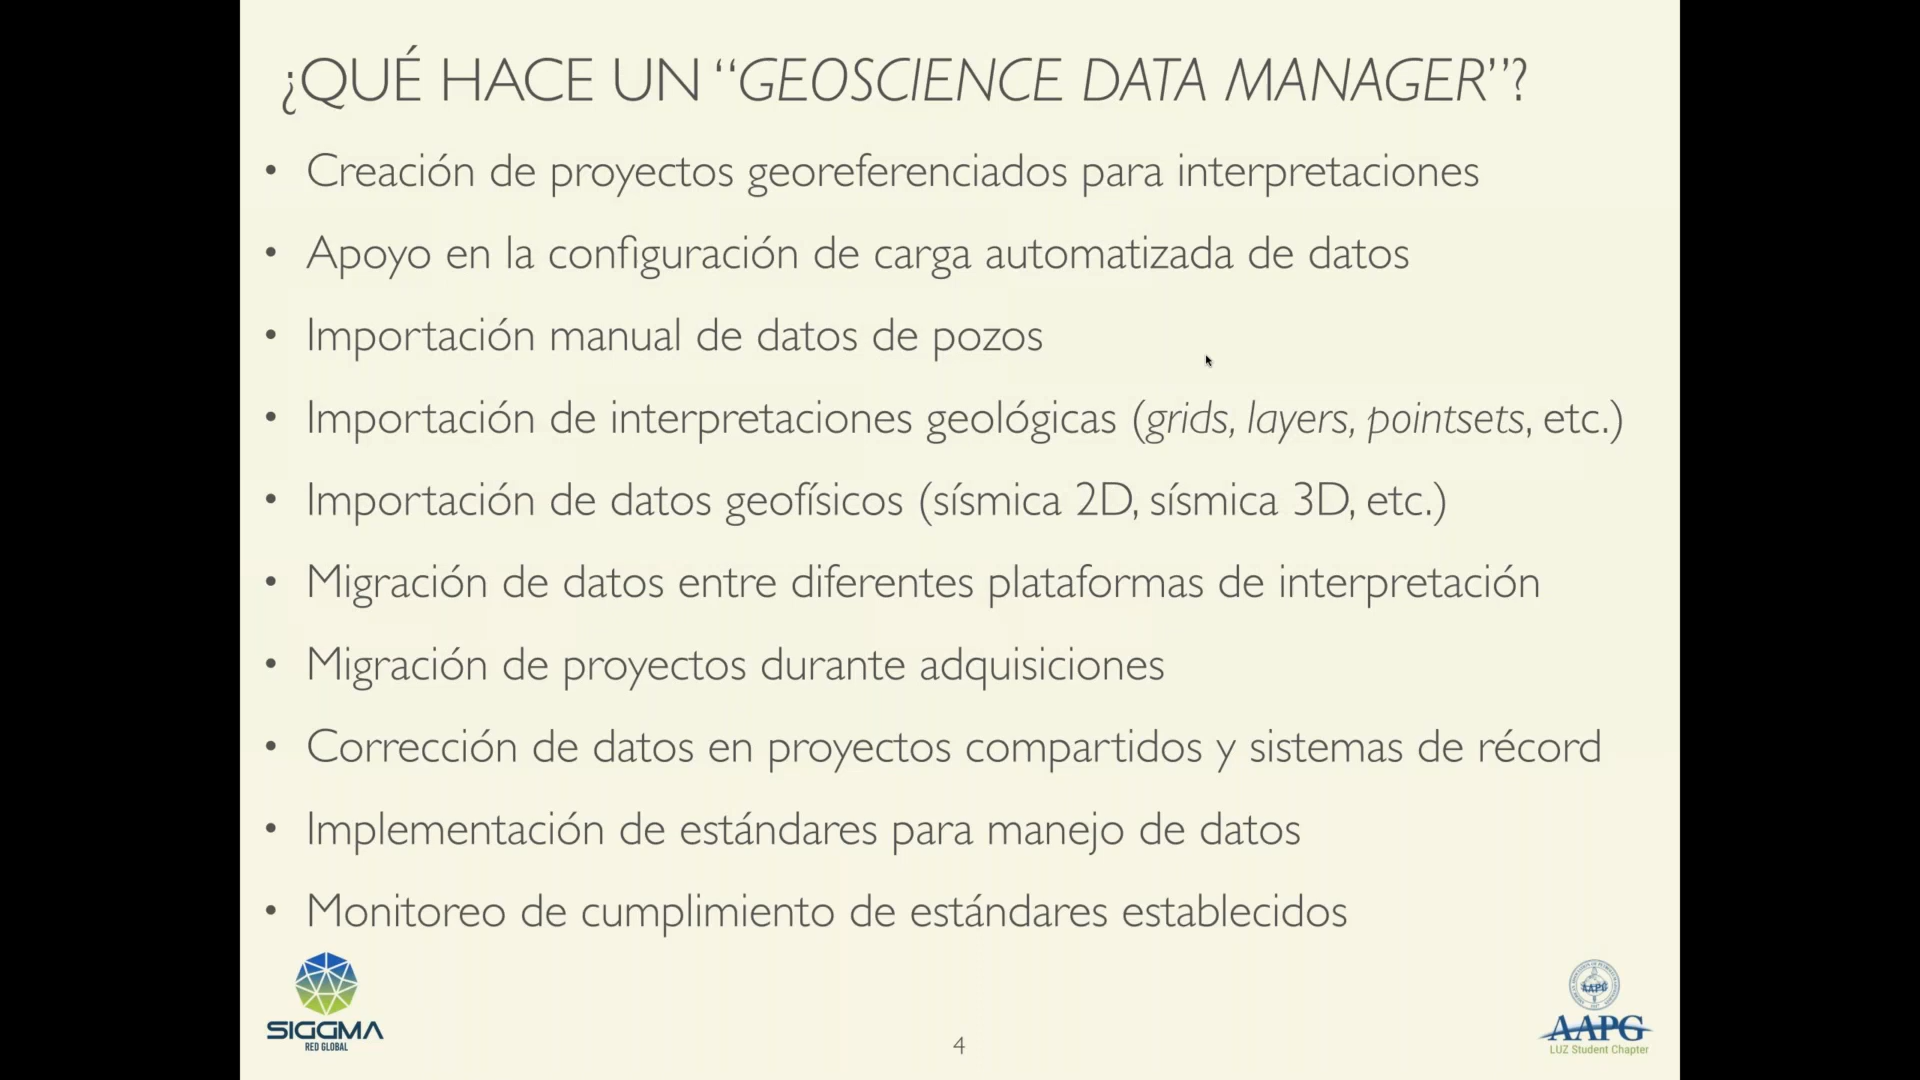 ¿QUÉ HACE UN “GEOSCIENCE DATA MANAGER”?
• Creación de proyectos georeferenciados para interpretaciones
• Apoyo en la configuración de carga automatizada de datos
• Importación manual de datos de pozos
• Importación de interpretaciones geológicas (grids, layers, pointsets, etc.)
• Importación de datos geofísicos (sísmica 2D, sísmica 3D, etc.)
• Migración de datos entre diferentes plataformas de interpretación
• Migración de proyectos durante adquisiciones
• Corrección de datos en proyectos compartidos y sistemas de récord
• Implementación de estándares para manejo de datos
• Monitoreo de cumplimiento de estándares establecidos
SIGGMA
RED GLOBAL
4
AAPG
AAPG
LUZ Student Chapter